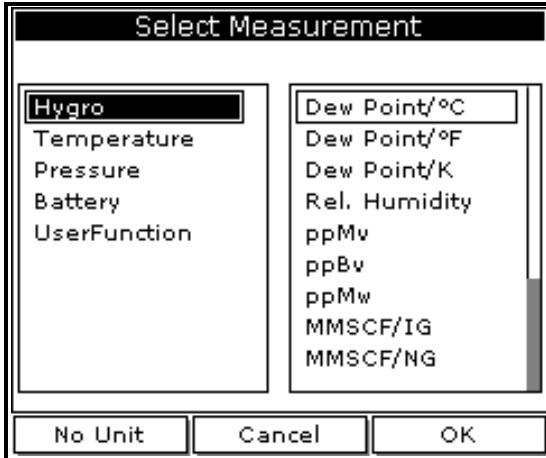 Select Measurement
Hygro
Temperature
Pressure
Battery
UserFunction
Dew Point/°C
Dew Point/°F
Dew Point/K
Rel. Humidity
ppMv
ppBv
ppMw
MMSCF/IG
MMSCF/NG
No Unit
Cancel
OK